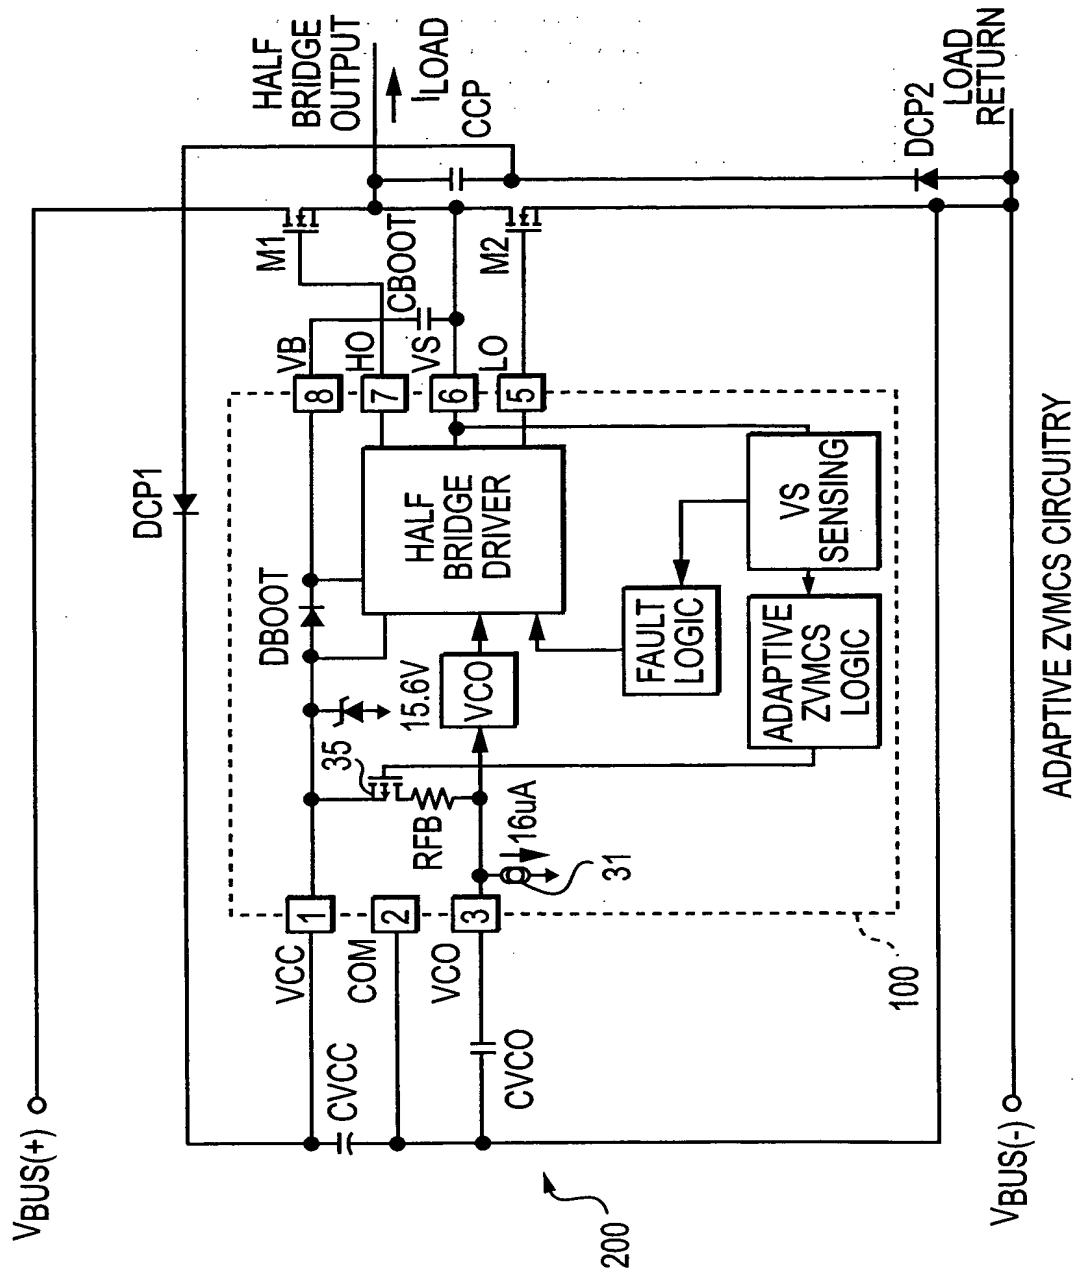 VBUS(+)
DCP1
HALF
BRIDGE
OUTPUT
ILOAD
CCP
M1
VB
HO
CBOOT
VS
LO
M2
DCP2
LOAD
RETURN
VCC
COM
VCO
CVCC
CVCO
1
2
3
8
7
6
5
DBOOT
15.6V
35
RFB
16uA
31
VCO
HALF
BRIDGE
DRIVER
FAULT
LOGIC
VS
SENSING
ADAPTIVE
ZVMCS
LOGIC
100
200
VBUS(-)
ADAPTIVE ZVMCS CIRCUITRY